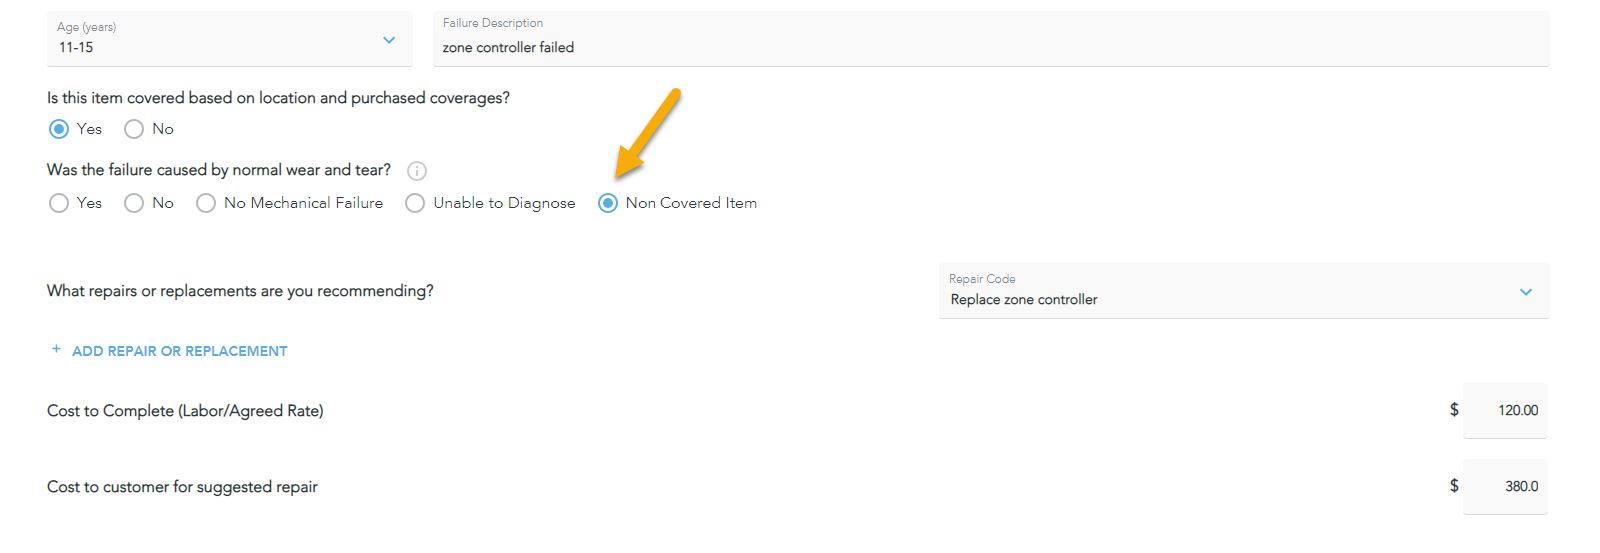 Age (years)
11-15
Failure Description
zone controller failed
Is this item covered based on location and purchased coverages?
Yes No
Was the failure caused by normal wear and tear? i
Yes No No Mechanical Failure Unable to Diagnose Non Covered Item
What repairs or replacements are you recommending?
Repair Code
Replace zone controller
+ ADD REPAIR OR REPLACEMENT
Cost to Complete (Labor/Agreed Rate) $ 120.00
Cost to customer for suggested repair $ 380.0